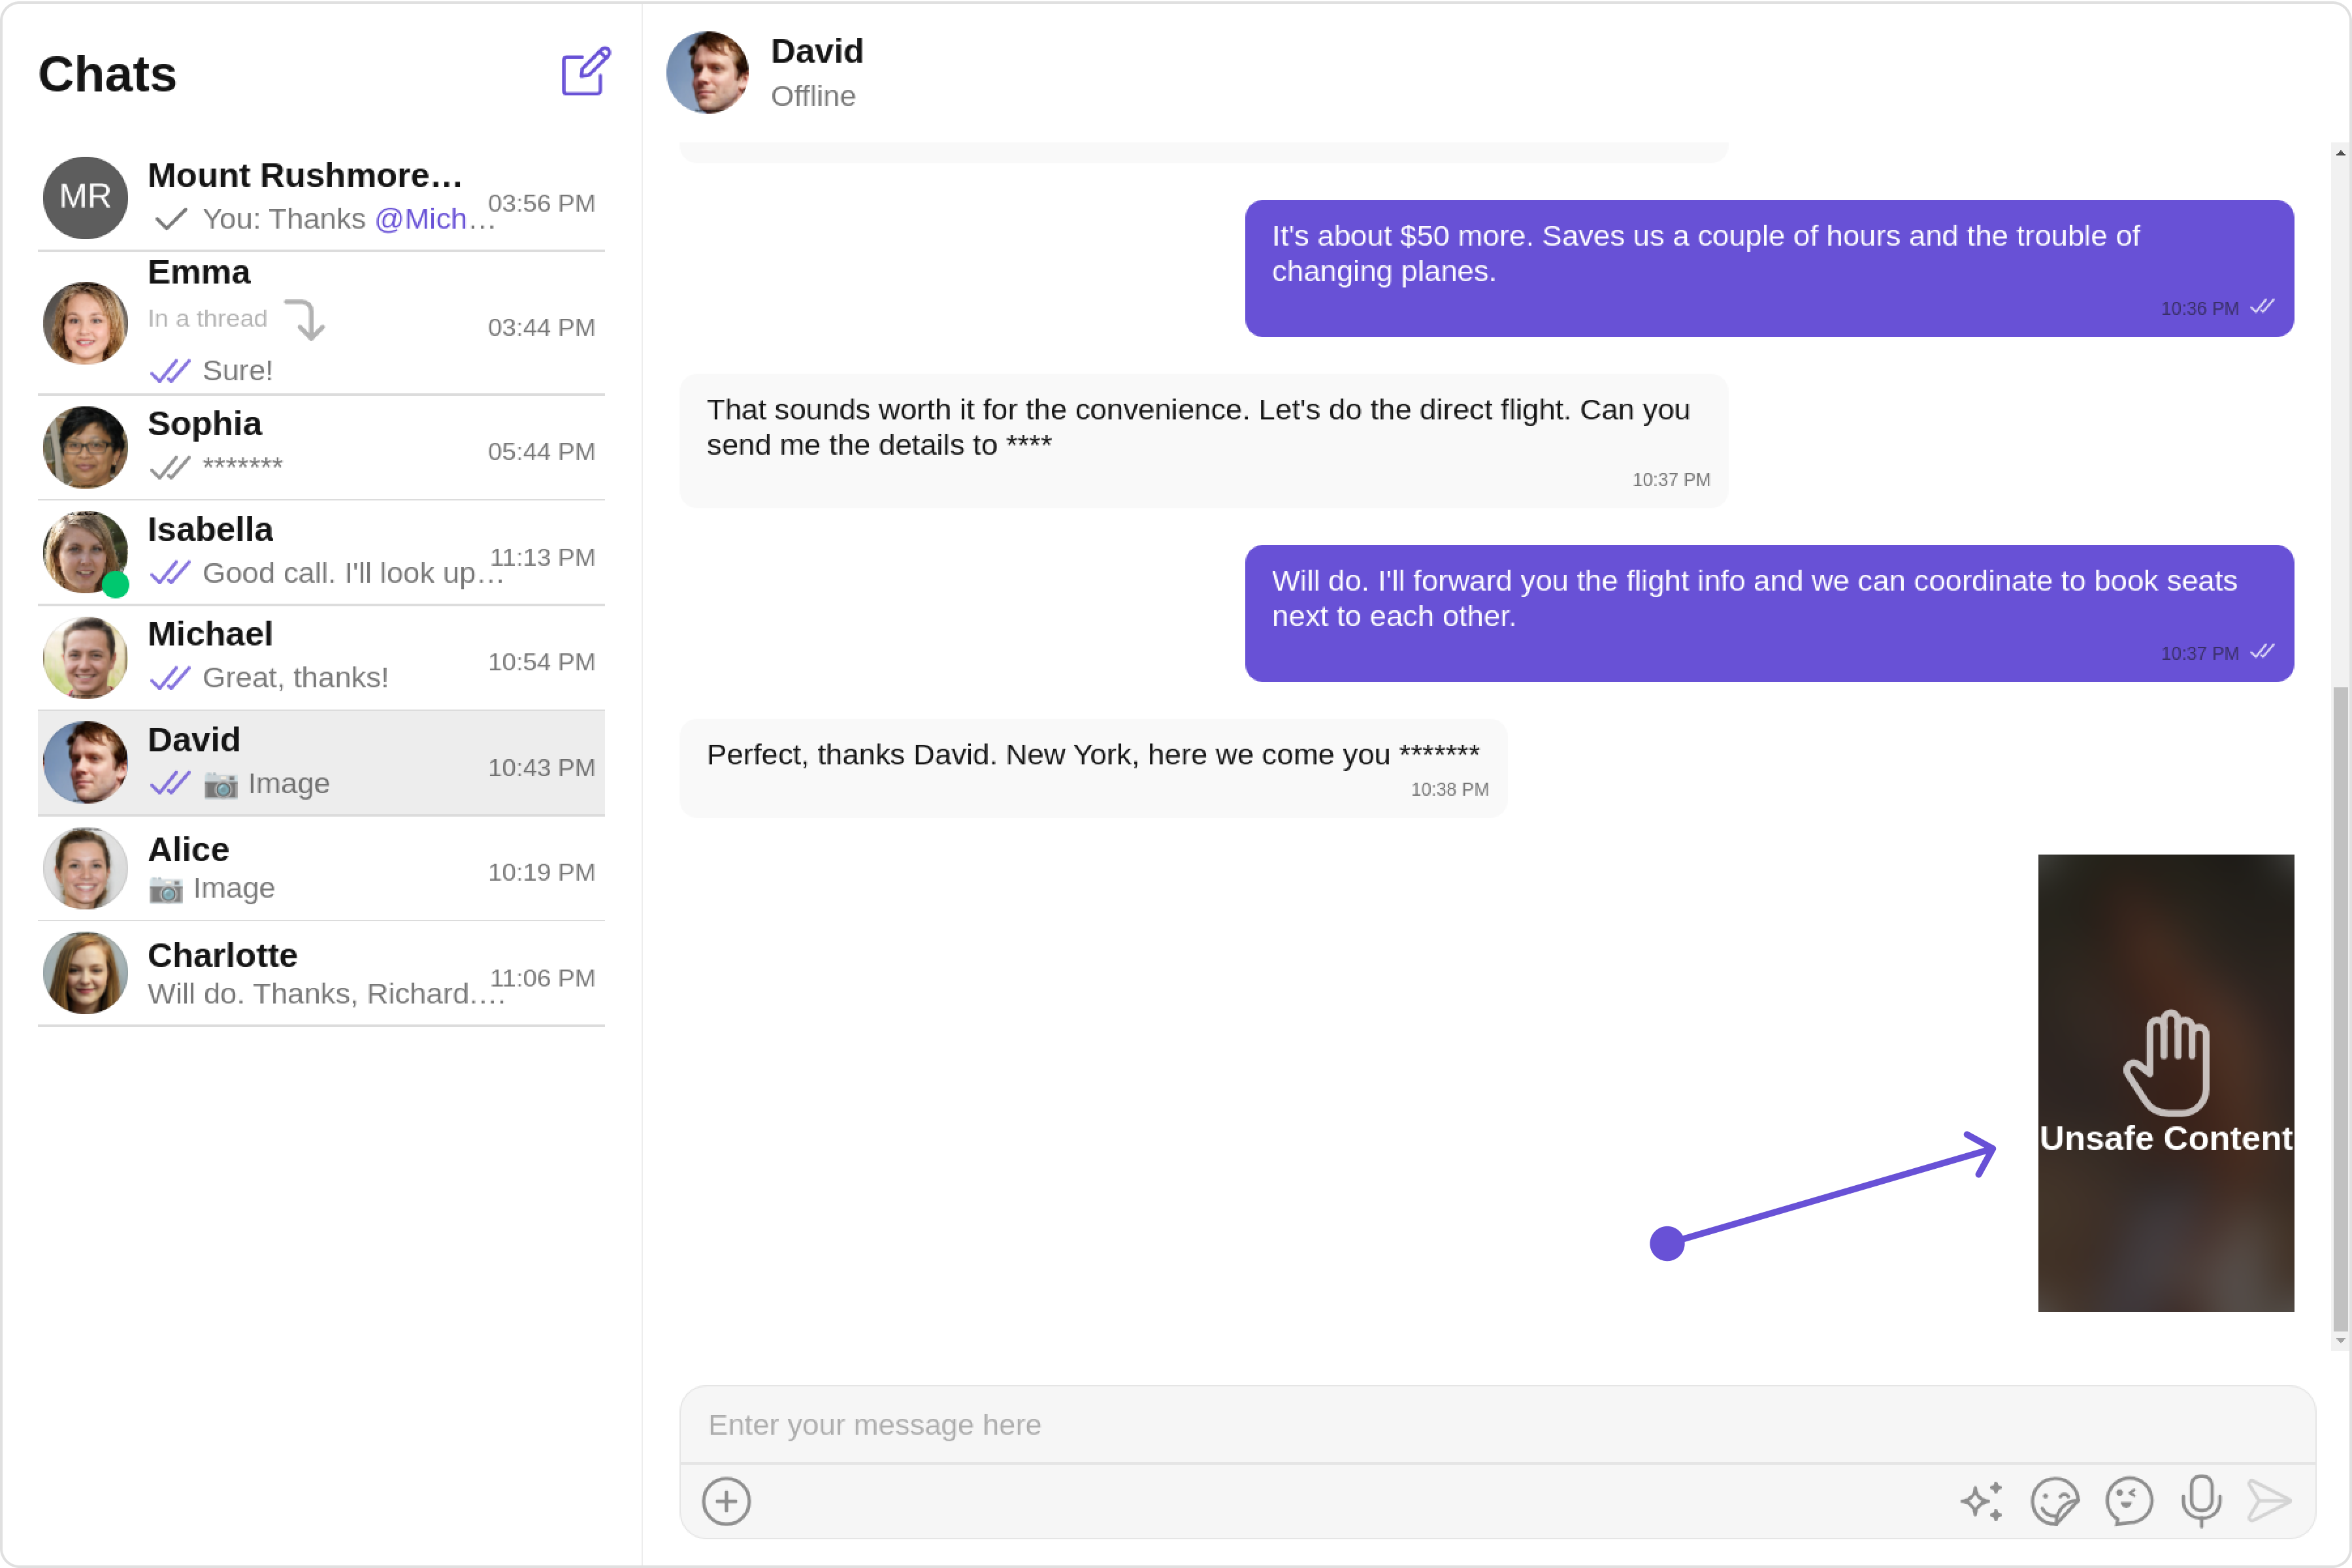 Chats
MR
Mount Rushmore…
You: Thanks @Mich…
03:56 PM
Emma
In a thread
Sure!
03:44 PM
Sophia
*******
05:44 PM
Isabella
Good call. I'll look up…
11:13 PM
Michael
Great, thanks!
10:54 PM
David
Image
10:43 PM
Alice
Image
10:19 PM
Charlotte
Will do. Thanks, Richard.…
11:06 PM
David
Offline
It's about $50 more. Saves us a couple of hours and the trouble of
changing planes.
10:36 PM
That sounds worth it for the convenience. Let's do the direct flight. Can you
send me the details to ****
10:37 PM
Will do. I'll forward you the flight info and we can coordinate to book seats
next to each other.
10:37 PM
Perfect, thanks David. New York, here we come you *******
10:38 PM
Unsafe Content
Enter your message here